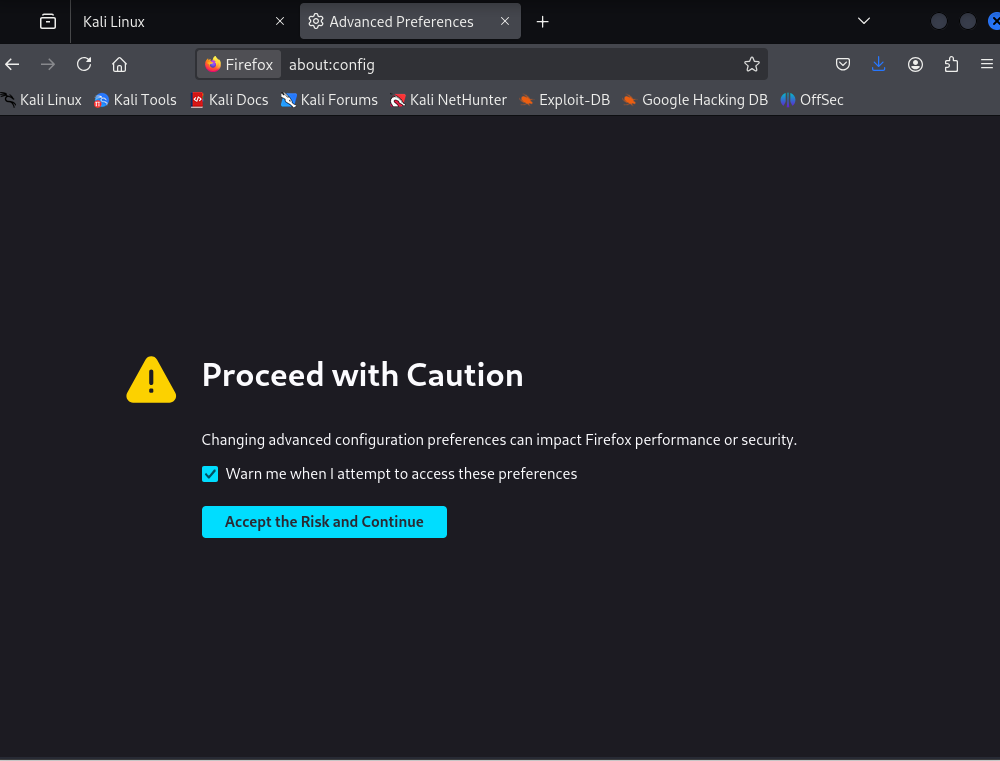 Kali Linux
Advanced Preferences
Firefox about:config
Kali Linux Kali Tools Kali Docs Kali Forums Kali NetHunter Exploit-DB Google Hacking DB OffSec
Proceed with Caution
Changing advanced configuration preferences can impact Firefox performance or security.
Warn me when I attempt to access these preferences
Accept the Risk and Continue